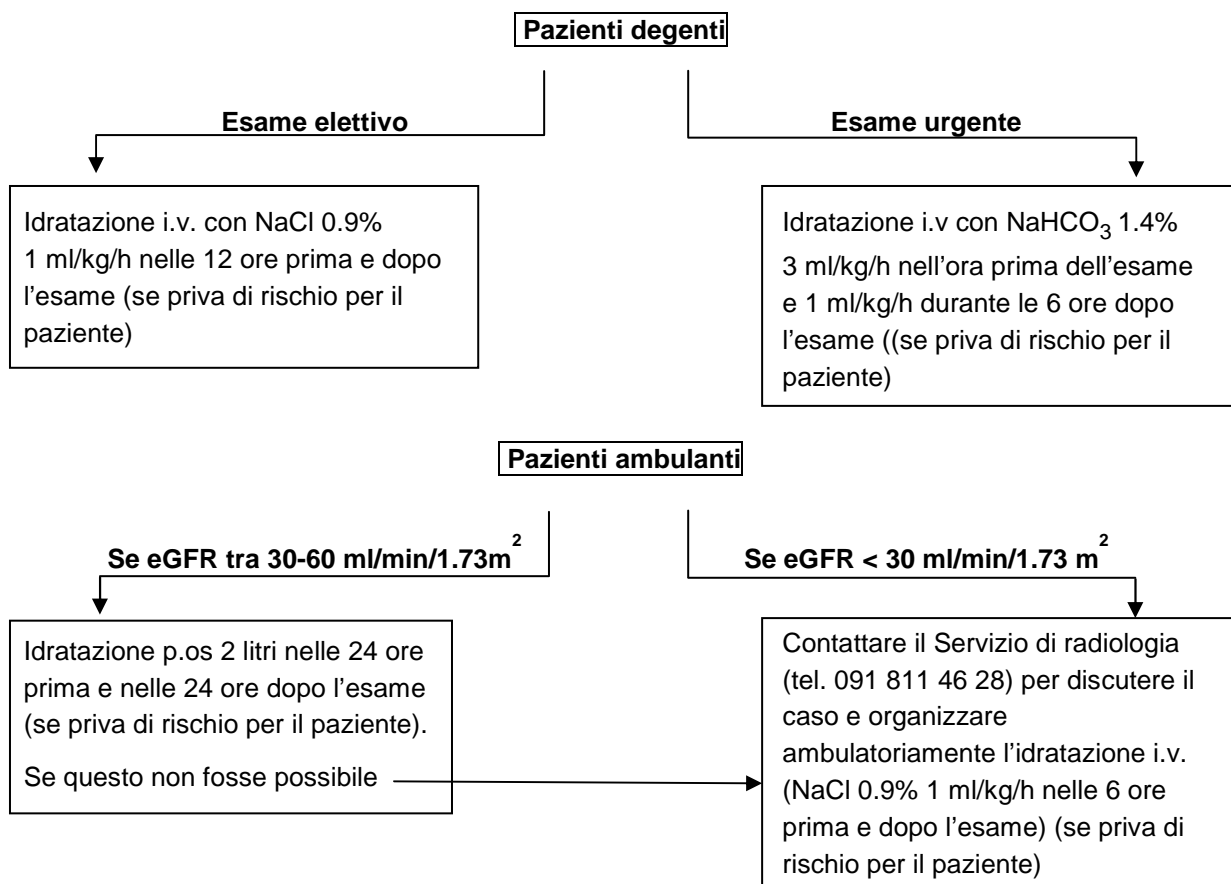 Pazienti degenti
Esame elettivo
Esame urgente
Idratazione i.v. con NaCl 0.9%
1 ml/kg/h nelle 12 ore prima e dopo
l'esame (se priva di rischio per il
paziente)
Idratazione i.v con NaHCO3 1.4%
3 ml/kg/h nell'ora prima dell'esame
e 1 ml/kg/h durante le 6 ore dopo
l'esame ((se priva di rischio per il
paziente)
Pazienti ambulanti
Se eGFR tra 30-60 ml/min/1.73m2
Se eGFR < 30 ml/min/1.73 m2
Idratazione p.os 2 litri nelle 24 ore
prima e nelle 24 ore dopo l'esame
(se priva di rischio per il paziente).
Se questo non fosse possibile
Contattare il Servizio di radiologia
(tel. 091 811 46 28) per discutere il
caso e organizzare
ambulatoriamente l'idratazione i.v.
(NaCl 0.9% 1 ml/kg/h nelle 6 ore
prima e dopo l'esame) (se priva di
rischio per il paziente)